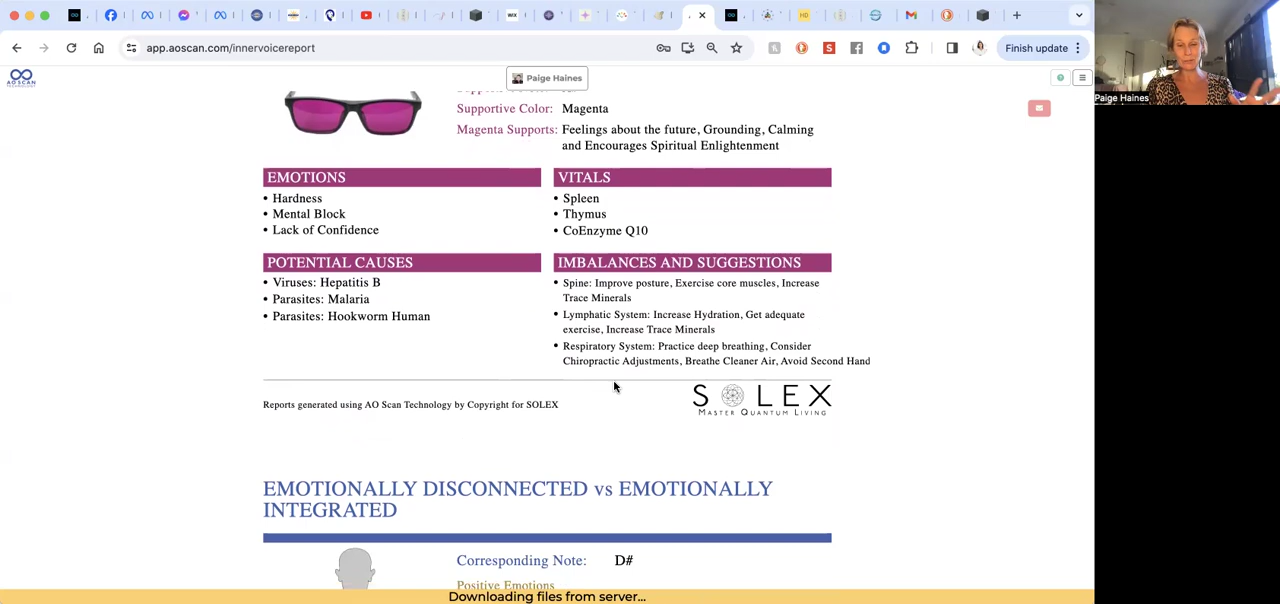 app.aoscan.com/innervoicereport
Finish update
AO SCAN
TECHNOLOGY
Paige Haines
Paige Haines
Supportive Color: Magenta
Magenta Supports: Feelings about the future, Grounding, Calming
and Encourages Spiritual Enlightenment
EMOTIONS
• Hardness
• Mental Block
• Lack of Confidence
VITALS
• Spleen
• Thymus
• CoEnzyme Q10
POTENTIAL CAUSES
• Viruses: Hepatitis B
• Parasites: Malaria
• Parasites: Hookworm Human
IMBALANCES AND SUGGESTIONS
• Spine: Improve posture, Exercise core muscles, Increase
Trace Minerals
• Lymphatic System: Increase Hydration, Get adequate
exercise, Increase Trace Minerals
• Respiratory System: Practice deep breathing, Consider
Chiropractic Adjustments, Breathe Cleaner Air, Avoid Second Hand
Reports generated using AO Scan Technology by Copyright for SOLEX
SOLEX
MASTER QUANTUM LIVING
EMOTIONALLY DISCONNECTED vs EMOTIONALLY
INTEGRATED
Corresponding Note: D#
Positive Emotions
Downloading files from server...